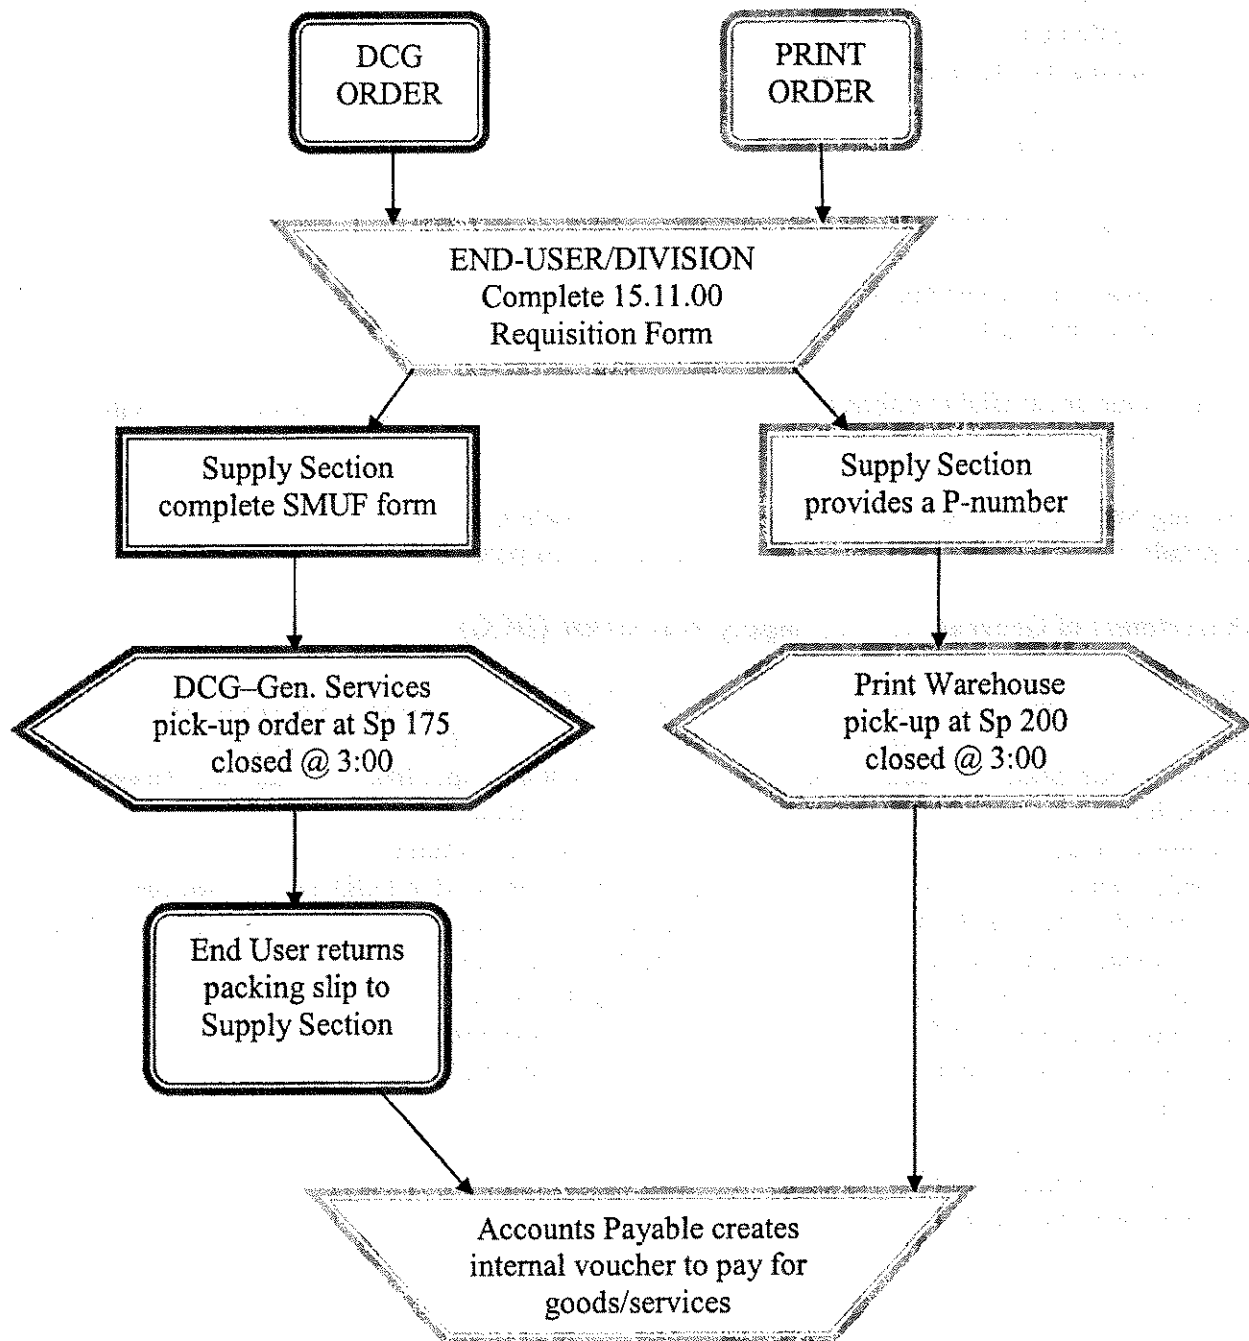 DCG
ORDER
PRINT
ORDER
END-USER/DIVISION
Complete 15.11.00
Requisition Form
Supply Section
complete SMUF form
Supply Section
provides a P-number
DCG–Gen. Services
pick-up order at Sp 175
closed @ 3:00
Print Warehouse
pick-up at Sp 200
closed @ 3:00
End User returns
packing slip to
Supply Section
Accounts Payable creates
internal voucher to pay for
goods/services